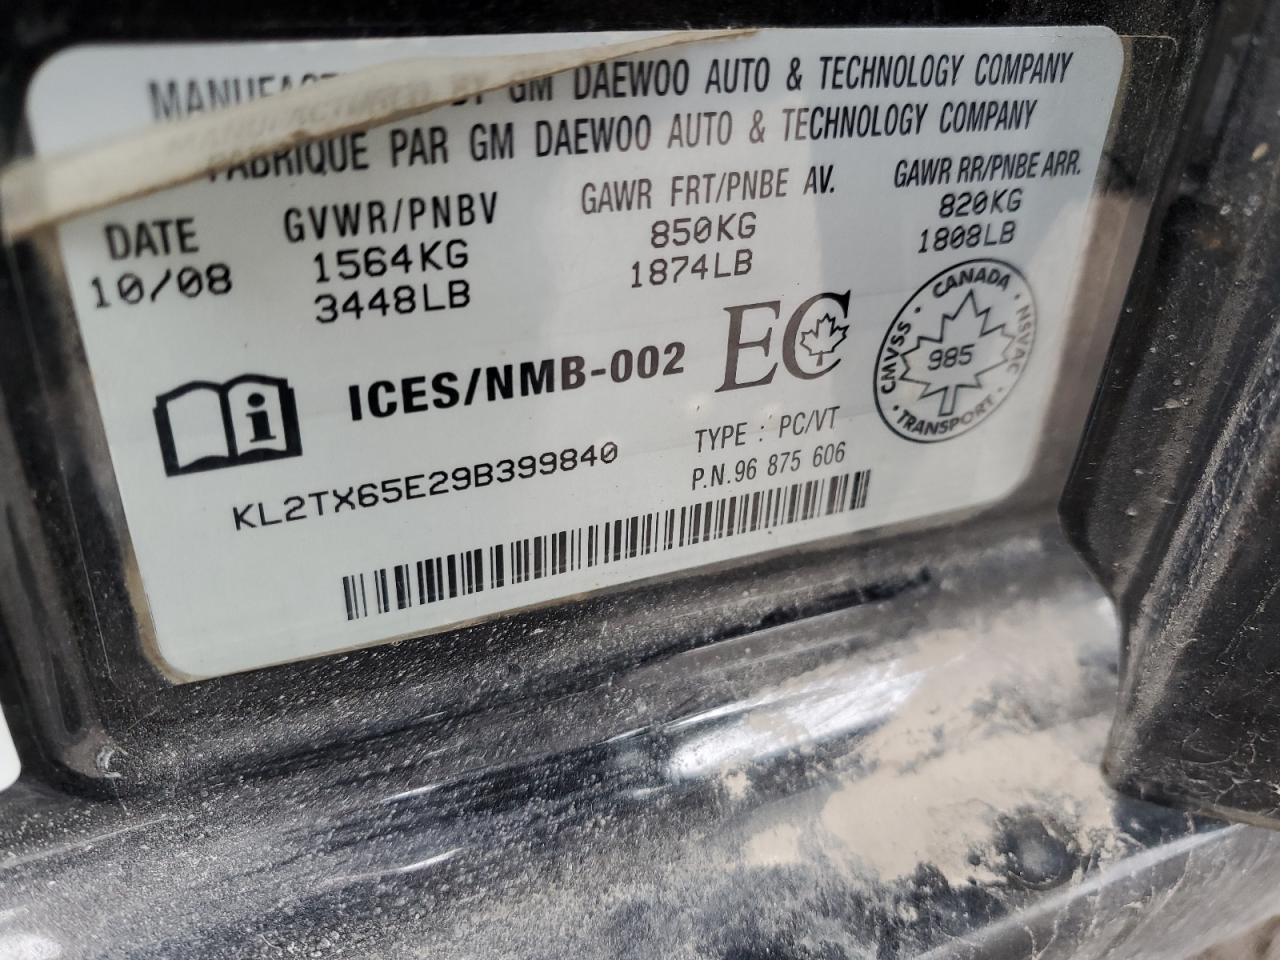 MANUFACTURED BY GM DAEWOO AUTO & TECHNOLOGY COMPANY
FABRIQUE PAR GM DAEWOO AUTO & TECHNOLOGY COMPANY
DATE
10/08
GVWR/PNBV
1564KG
3448LB
GAWR FRT/PNBE AV.
850KG
1874LB
GAWR RR/PNBE ARR.
820KG
1808LB
i
ICES/NMB-002
EC
CANADA · NSVAC · TRANSPORT · CMVSS ·
985
KL2TX65E29B399840
TYPE : PC/VT
P.N.96 875 606